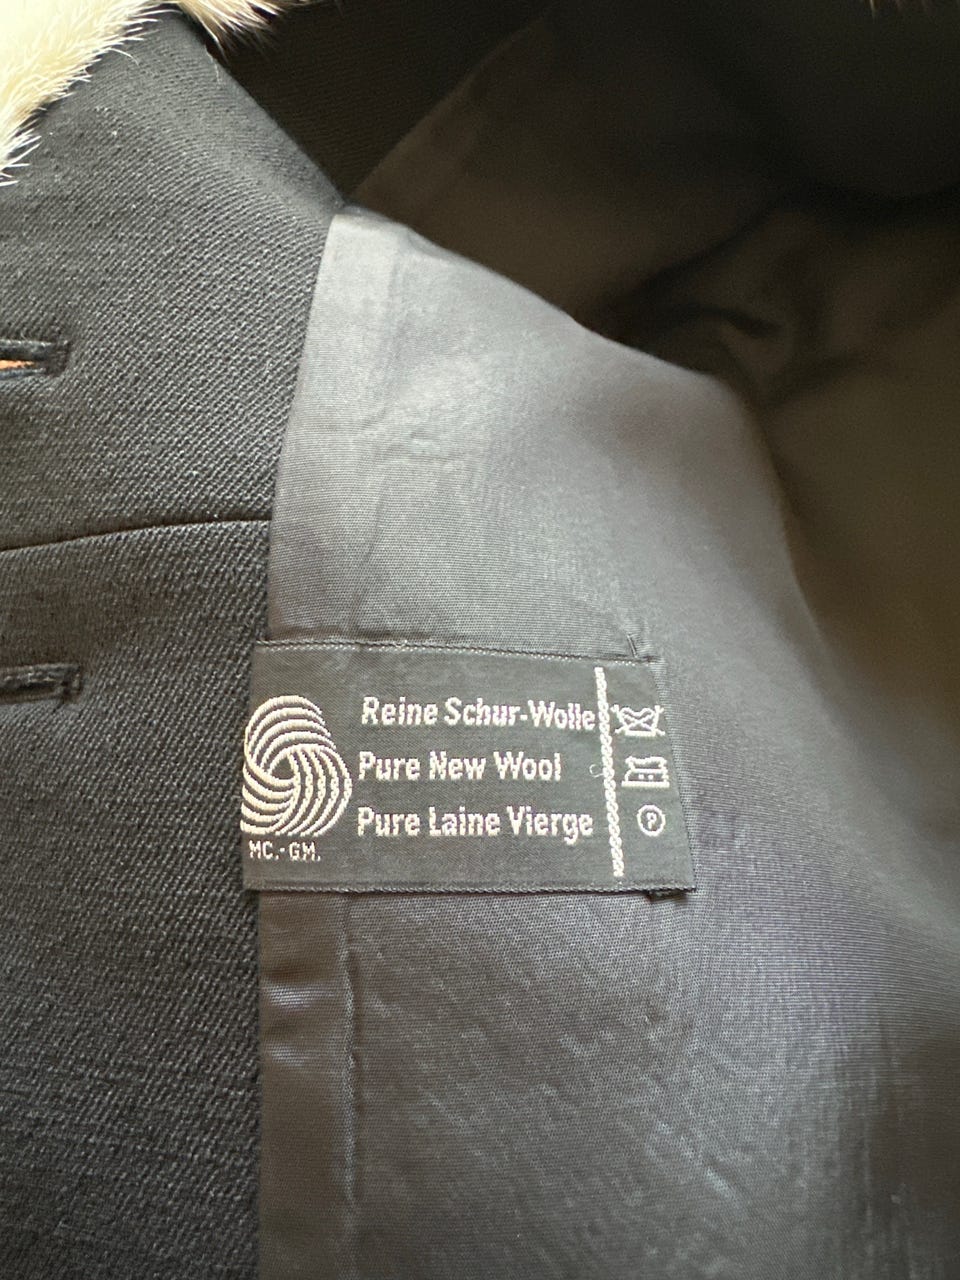 Reine Schur-Wolle
Pure New Wool
Pure Laine Vierge
MC.-GM.
P